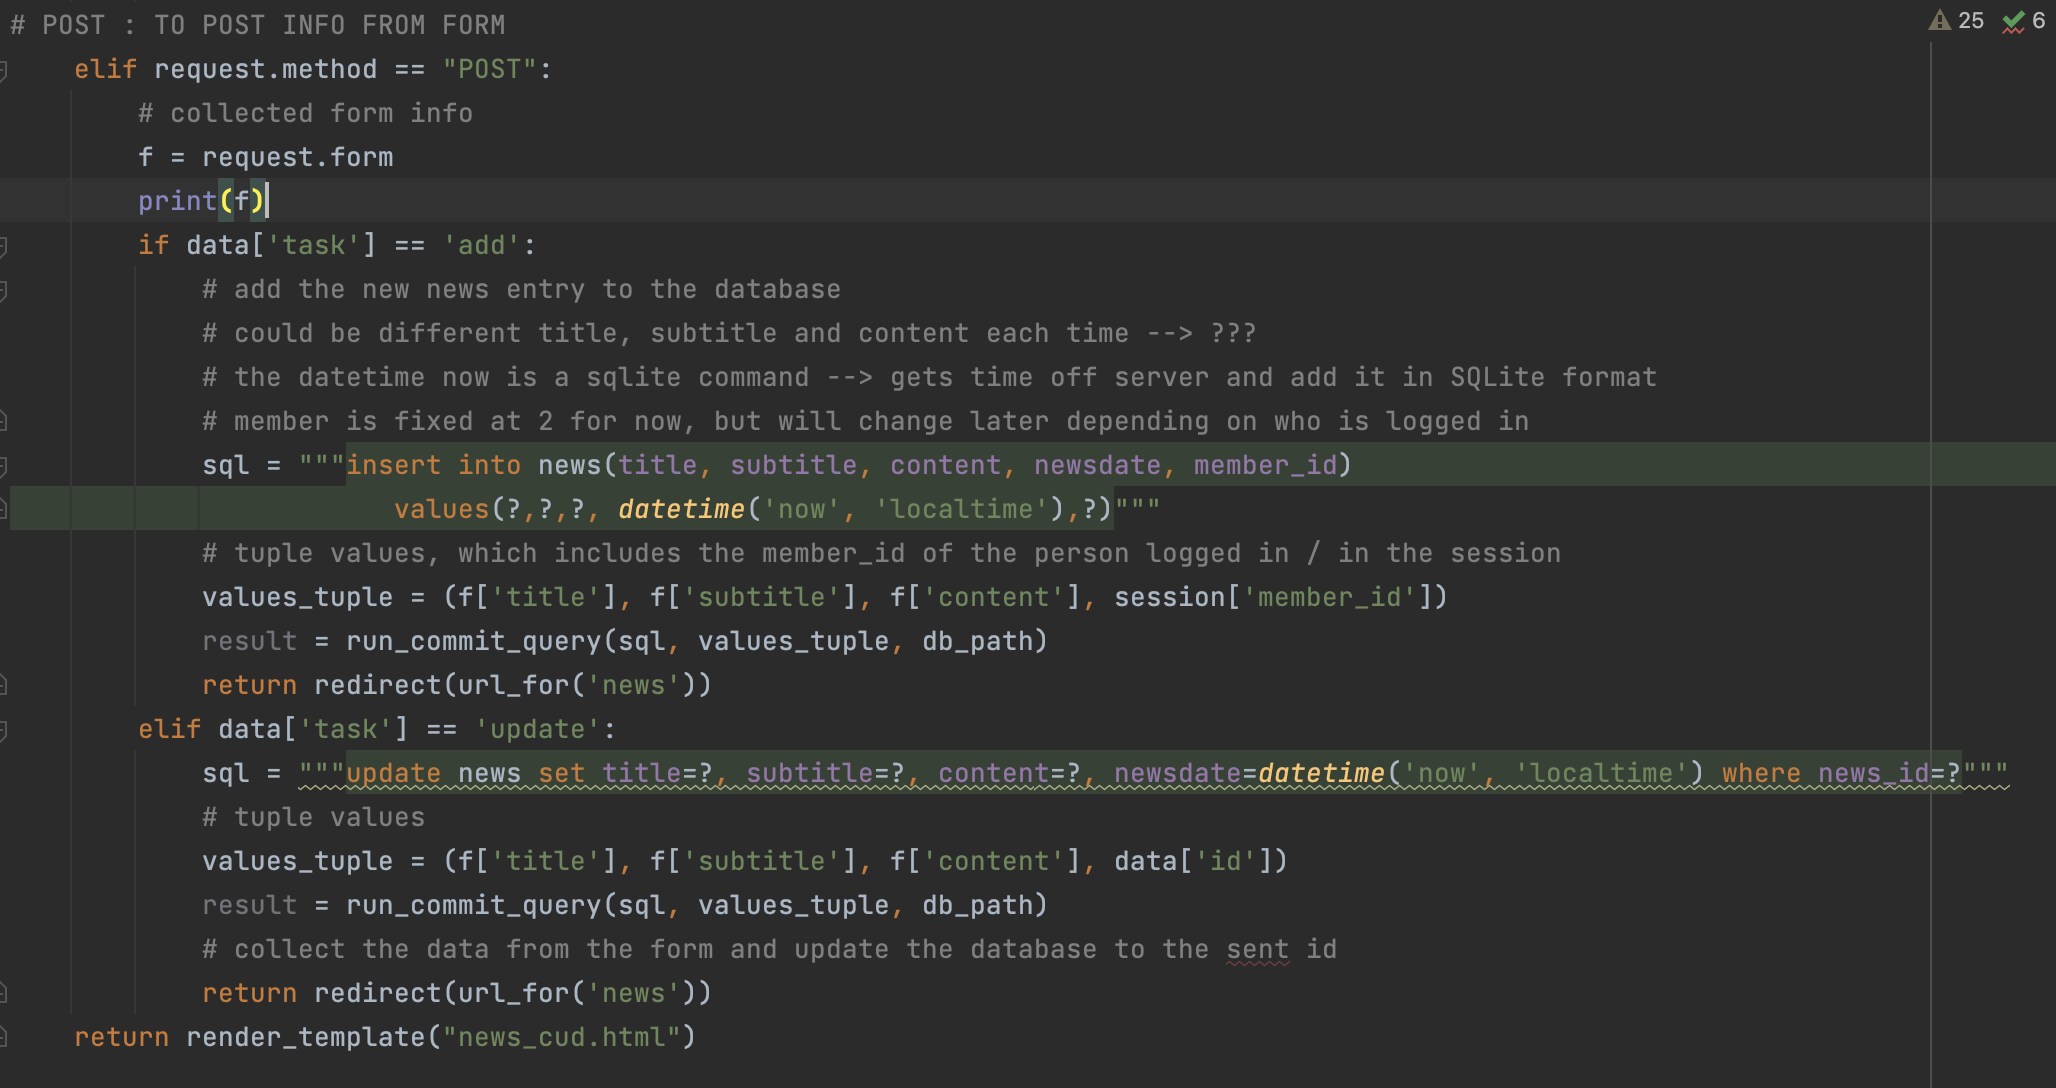 # POST : TO POST INFO FROM FORM
25 6
elif request.method == "POST":
# collected form info
f = request.form
print(f)
if data['task'] == 'add':
# add the new news entry to the database
# could be different title, subtitle and content each time --> ???
# the datetime now is a sqlite command --> gets time off server and add it in SQLite format
# member is fixed at 2 for now, but will change later depending on who is logged in
sql = """insert into news(title, subtitle, content, newsdate, member_id)
values(?,?,?, datetime('now', 'localtime'),?)"""
# tuple values, which includes the member_id of the person logged in / in the session
values_tuple = (f['title'], f['subtitle'], f['content'], session['member_id'])
result = run_commit_query(sql, values_tuple, db_path)
return redirect(url_for('news'))
elif data['task'] == 'update':
sql = """update news set title=?, subtitle=?, content=?, newsdate=datetime('now', 'localtime') where news_id=?"""
# tuple values
values_tuple = (f['title'], f['subtitle'], f['content'], data['id'])
result = run_commit_query(sql, values_tuple, db_path)
# collect the data from the form and update the database to the sent id
return redirect(url_for('news'))
return render_template("news_cud.html")